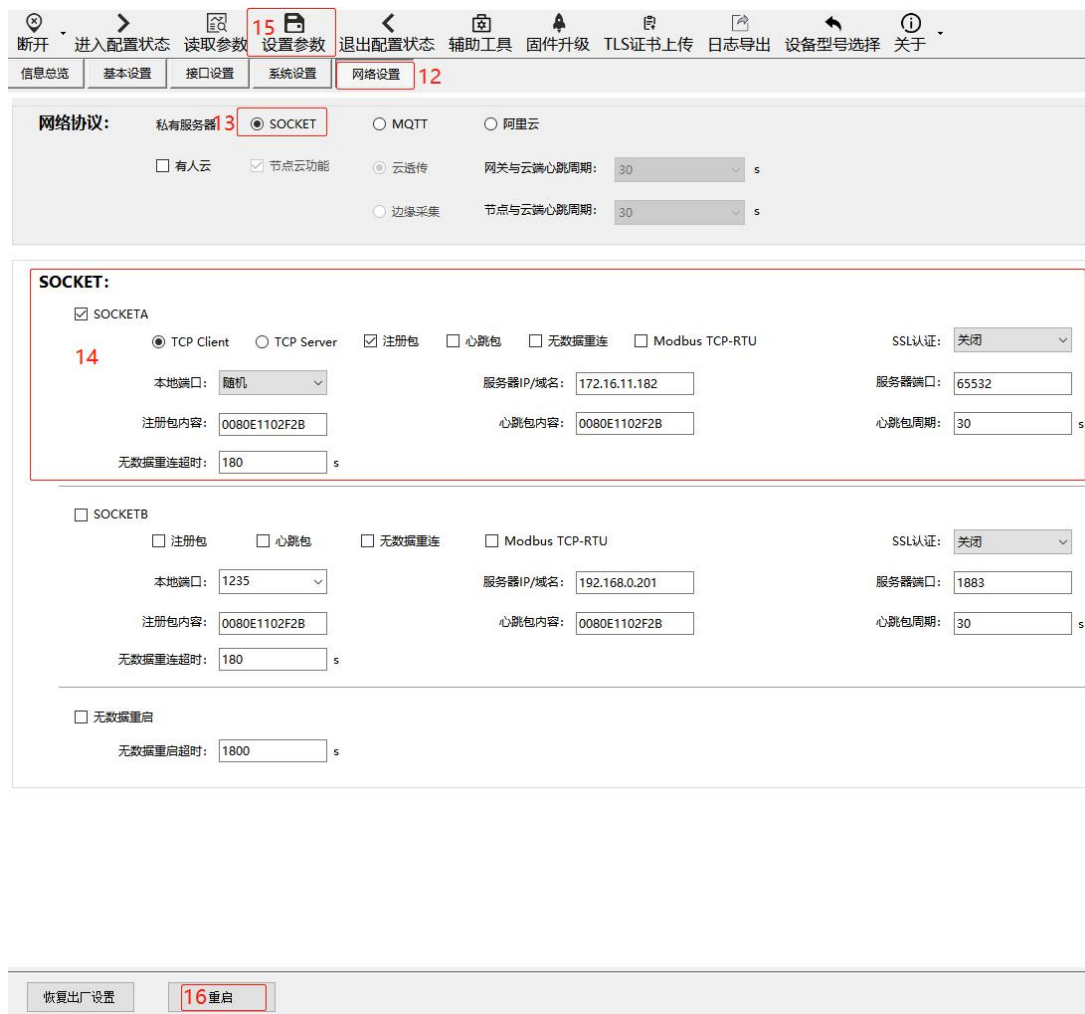 断开 进入配置状态 读取参数 15 设置参数 退出配置状态 辅助工具 固件升级 TLS证书上传 日志导出 设备型号选择 关于
信息总览 基本设置 接口设置 系统设置 网络设置 12
网络协议： 私有服务器 13 SOCKET MQTT 阿里云
有人云 节点云功能 云透传 网关与云端心跳周期： 30 s
边缘采集 节点与云端心跳周期： 30 s
SOCKET：
SOCKETA
14 TCP Client TCP Server 注册包 心跳包 无数据重连 Modbus TCP-RTU SSL认证： 关闭
本地端口： 随机 服务器IP/域名： 172.16.11.182 服务器端口： 65532
注册包内容： 0080E1102F2B 心跳包内容： 0080E1102F2B 心跳包周期： 30 s
无数据重连超时： 180 s
SOCKETB
注册包 心跳包 无数据重连 Modbus TCP-RTU SSL认证： 关闭
本地端口： 1235 服务器IP/域名： 192.168.0.201 服务器端口： 1883
注册包内容： 0080E1102F2B 心跳包内容： 0080E1102F2B 心跳包周期： 30 s
无数据重连超时： 180 s
无数据重启
无数据重启超时： 1800 s
恢复出厂设置 16 重启